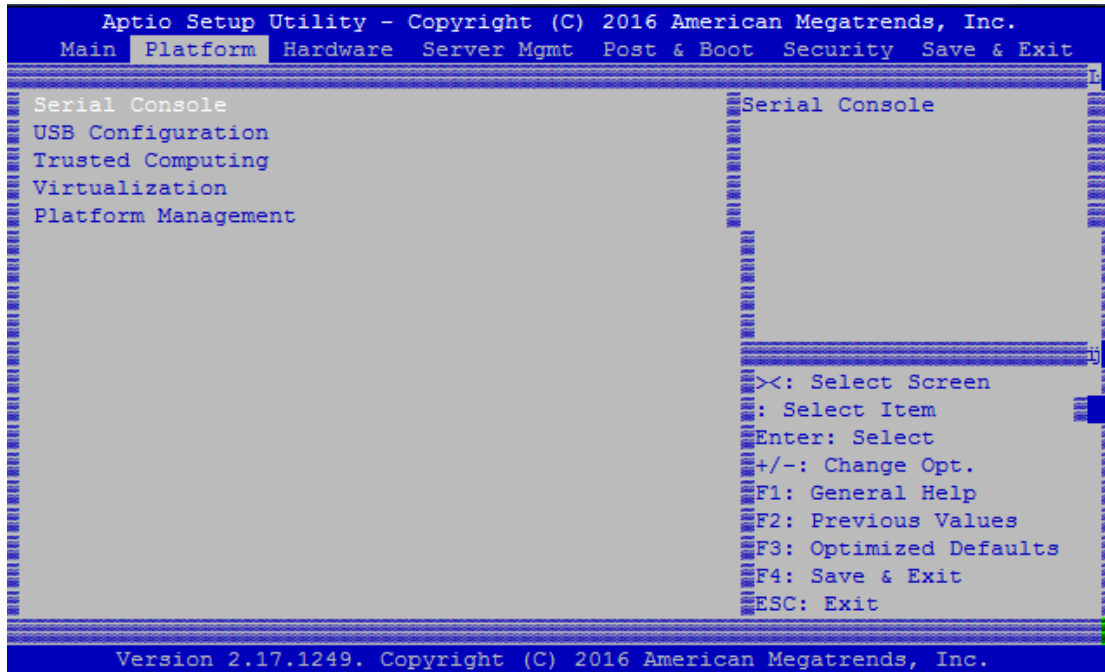 Aptio Setup Utility - Copyright (C) 2016 American Megatrends, Inc.
Main Platform Hardware Server Mgmt Post & Boot Security Save & Exit
Serial Console
USB Configuration
Trusted Computing
Virtualization
Platform Management
Serial Console
><: Select Screen
: Select Item
Enter: Select
+/-: Change Opt.
F1: General Help
F2: Previous Values
F3: Optimized Defaults
F4: Save & Exit
ESC: Exit
Version 2.17.1249. Copyright (C) 2016 American Megatrends, Inc.